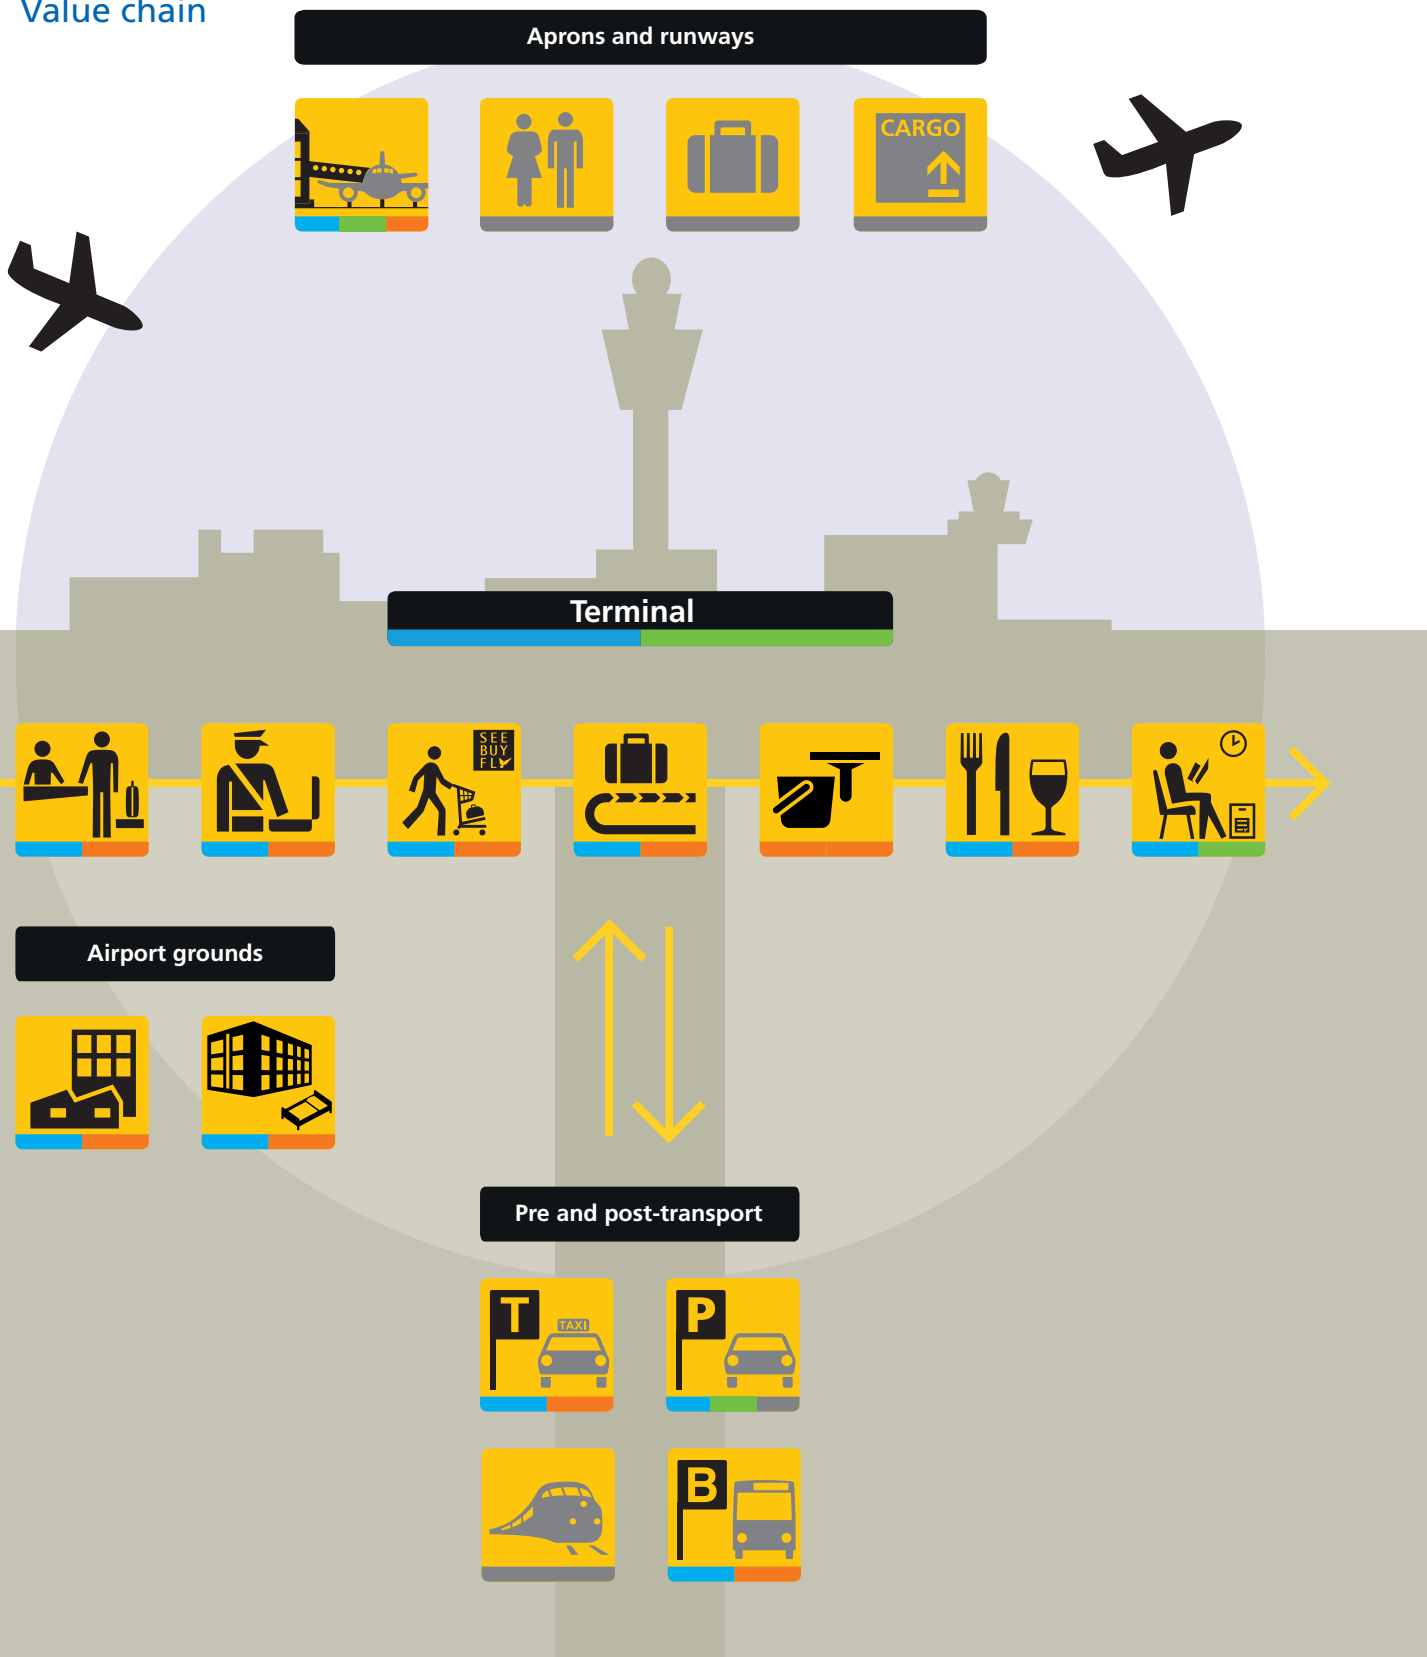 Value chain
Aprons and runways
CARGO
Terminal
SEE
BUY
FLY
Airport grounds
Pre and post-transport
T
TAXI
P
B